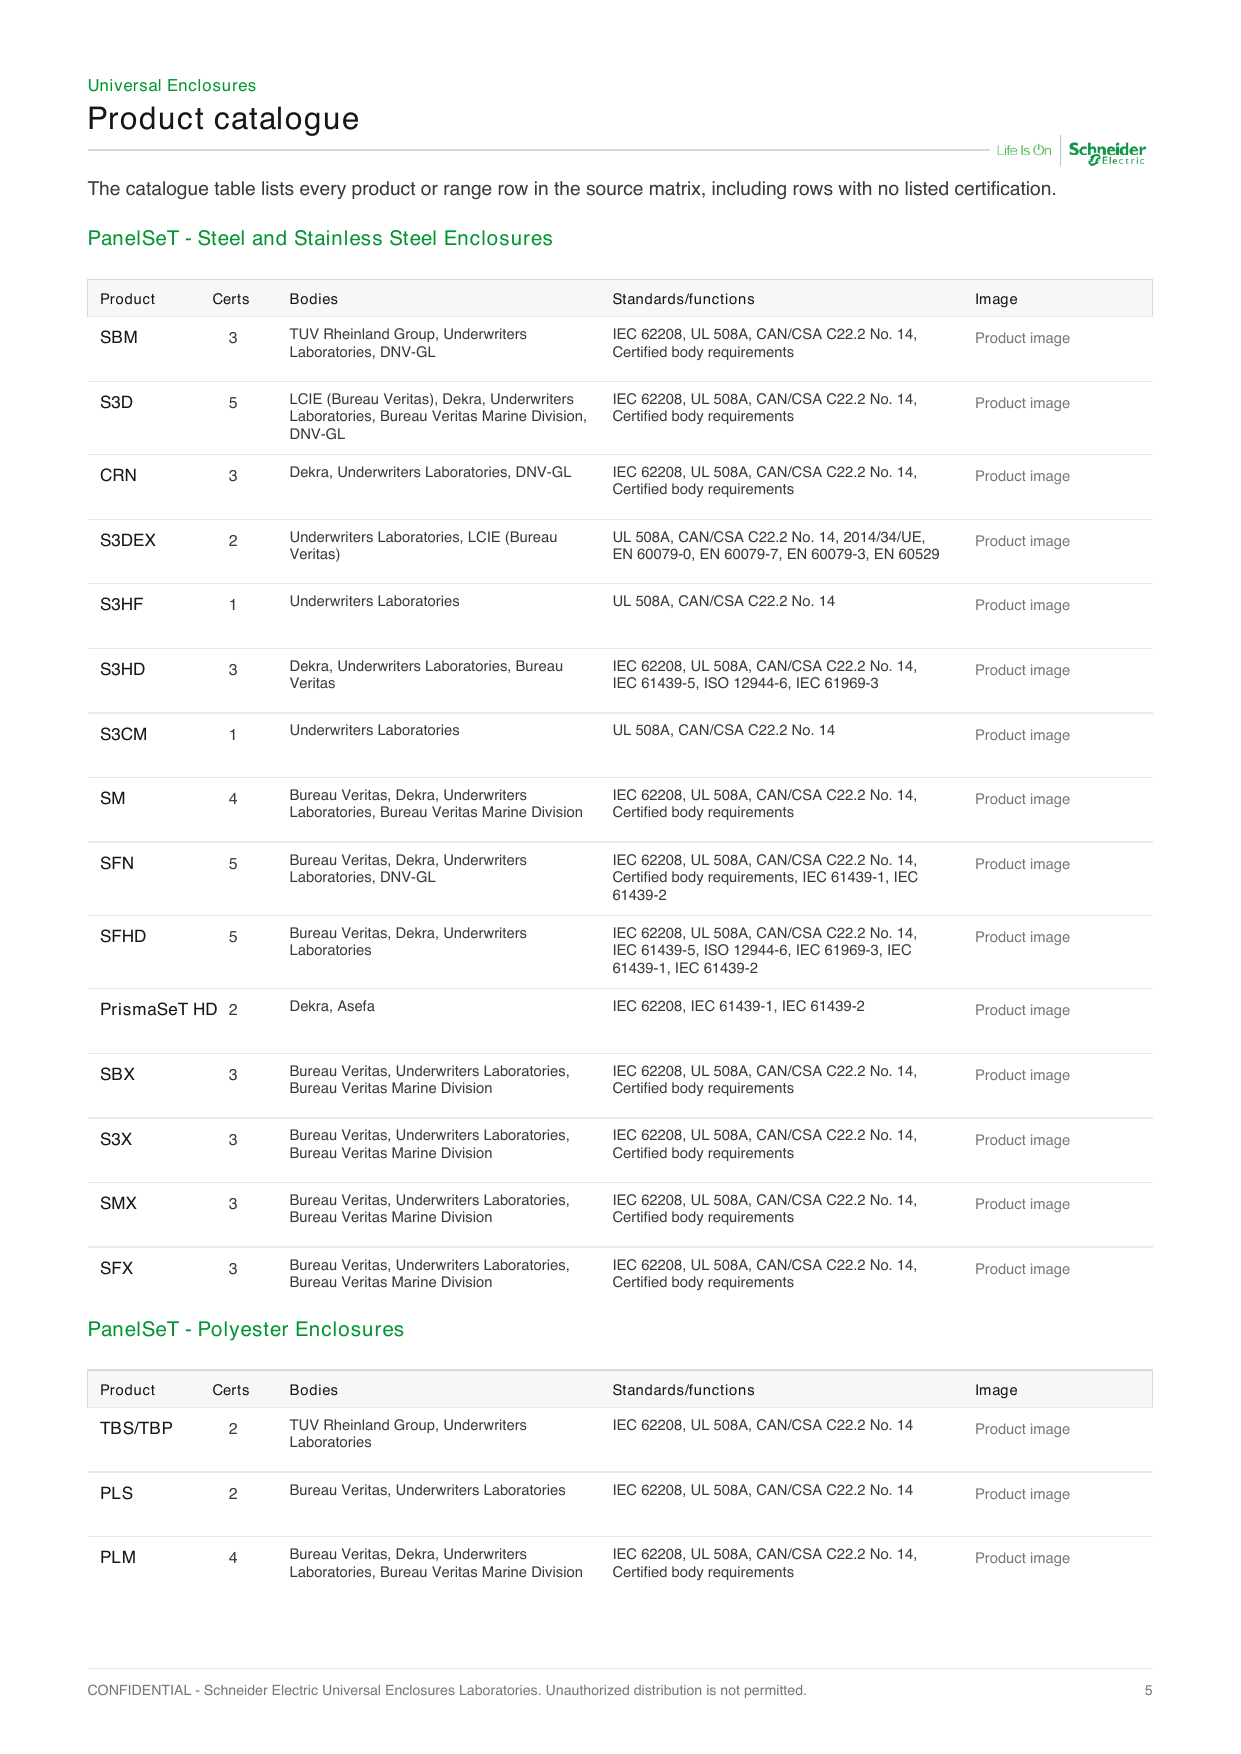 Universal Enclosures
Product catalogue
Life Is On
Schneider
Electric
The catalogue table lists every product or range row in the source matrix, including rows with no listed certification.
PanelSeT - Steel and Stainless Steel Enclosures
Product Certs Bodies Standards/functions Image
SBM 3 TUV Rheinland Group, Underwriters IEC 62208, UL 508A, CAN/CSA C22.2 No. 14, Product image
Laboratories, DNV-GL Certified body requirements
S3D 5 LCIE (Bureau Veritas), Dekra, Underwriters IEC 62208, UL 508A, CAN/CSA C22.2 No. 14, Product image
Laboratories, Bureau Veritas Marine Division, Certified body requirements
DNV-GL
CRN 3 Dekra, Underwriters Laboratories, DNV-GL IEC 62208, UL 508A, CAN/CSA C22.2 No. 14, Product image
Certified body requirements
S3DEX 2 Underwriters Laboratories, LCIE (Bureau UL 508A, CAN/CSA C22.2 No. 14, 2014/34/UE, Product image
Veritas) EN 60079-0, EN 60079-7, EN 60079-3, EN 60529
S3HF 1 Underwriters Laboratories UL 508A, CAN/CSA C22.2 No. 14 Product image
S3HD 3 Dekra, Underwriters Laboratories, Bureau IEC 62208, UL 508A, CAN/CSA C22.2 No. 14, Product image
Veritas IEC 61439-5, ISO 12944-6, IEC 61969-3
S3CM 1 Underwriters Laboratories UL 508A, CAN/CSA C22.2 No. 14 Product image
SM 4 Bureau Veritas, Dekra, Underwriters IEC 62208, UL 508A, CAN/CSA C22.2 No. 14, Product image
Laboratories, Bureau Veritas Marine Division Certified body requirements
SFN 5 Bureau Veritas, Dekra, Underwriters IEC 62208, UL 508A, CAN/CSA C22.2 No. 14, Product image
Laboratories, DNV-GL Certified body requirements, IEC 61439-1, IEC
61439-2
SFHD 5 Bureau Veritas, Dekra, Underwriters IEC 62208, UL 508A, CAN/CSA C22.2 No. 14, Product image
Laboratories IEC 61439-5, ISO 12944-6, IEC 61969-3, IEC
61439-1, IEC 61439-2
PrismaSeT HD 2 Dekra, Asefa IEC 62208, IEC 61439-1, IEC 61439-2 Product image
SBX 3 Bureau Veritas, Underwriters Laboratories, IEC 62208, UL 508A, CAN/CSA C22.2 No. 14, Product image
Bureau Veritas Marine Division Certified body requirements
S3X 3 Bureau Veritas, Underwriters Laboratories, IEC 62208, UL 508A, CAN/CSA C22.2 No. 14, Product image
Bureau Veritas Marine Division Certified body requirements
SMX 3 Bureau Veritas, Underwriters Laboratories, IEC 62208, UL 508A, CAN/CSA C22.2 No. 14, Product image
Bureau Veritas Marine Division Certified body requirements
SFX 3 Bureau Veritas, Underwriters Laboratories, IEC 62208, UL 508A, CAN/CSA C22.2 No. 14, Product image
Bureau Veritas Marine Division Certified body requirements
PanelSeT - Polyester Enclosures
Product Certs Bodies Standards/functions Image
TBS/TBP 2 TUV Rheinland Group, Underwriters IEC 62208, UL 508A, CAN/CSA C22.2 No. 14 Product image
Laboratories
PLS 2 Bureau Veritas, Underwriters Laboratories IEC 62208, UL 508A, CAN/CSA C22.2 No. 14 Product image
PLM 4 Bureau Veritas, Dekra, Underwriters IEC 62208, UL 508A, CAN/CSA C22.2 No. 14, Product image
Laboratories, Bureau Veritas Marine Division Certified body requirements
CONFIDENTIAL - Schneider Electric Universal Enclosures Laboratories. Unauthorized distribution is not permitted. 5